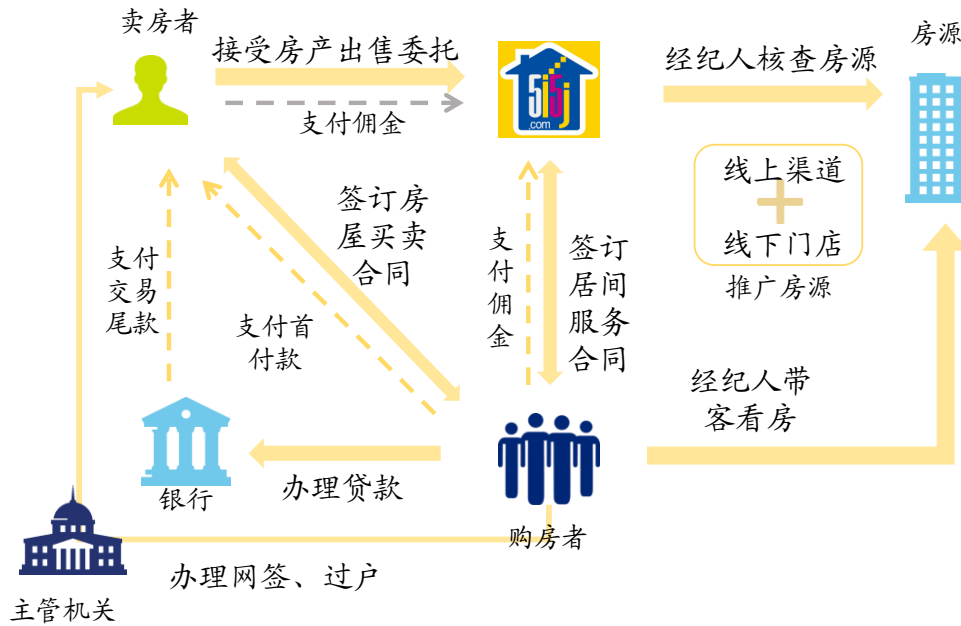 卖房者
接受房产出售委托
支付佣金
5i5j
.com
经纪人核查房源
房源
线上渠道
线下门店
推广房源
签订房
屋买卖
合同
支付
交易
尾款
支付首
付款
支
付
佣
金
签订
居间
服务
合同
经纪人带
客看房
银行
办理贷款
购房者
办理网签、过户
主管机关